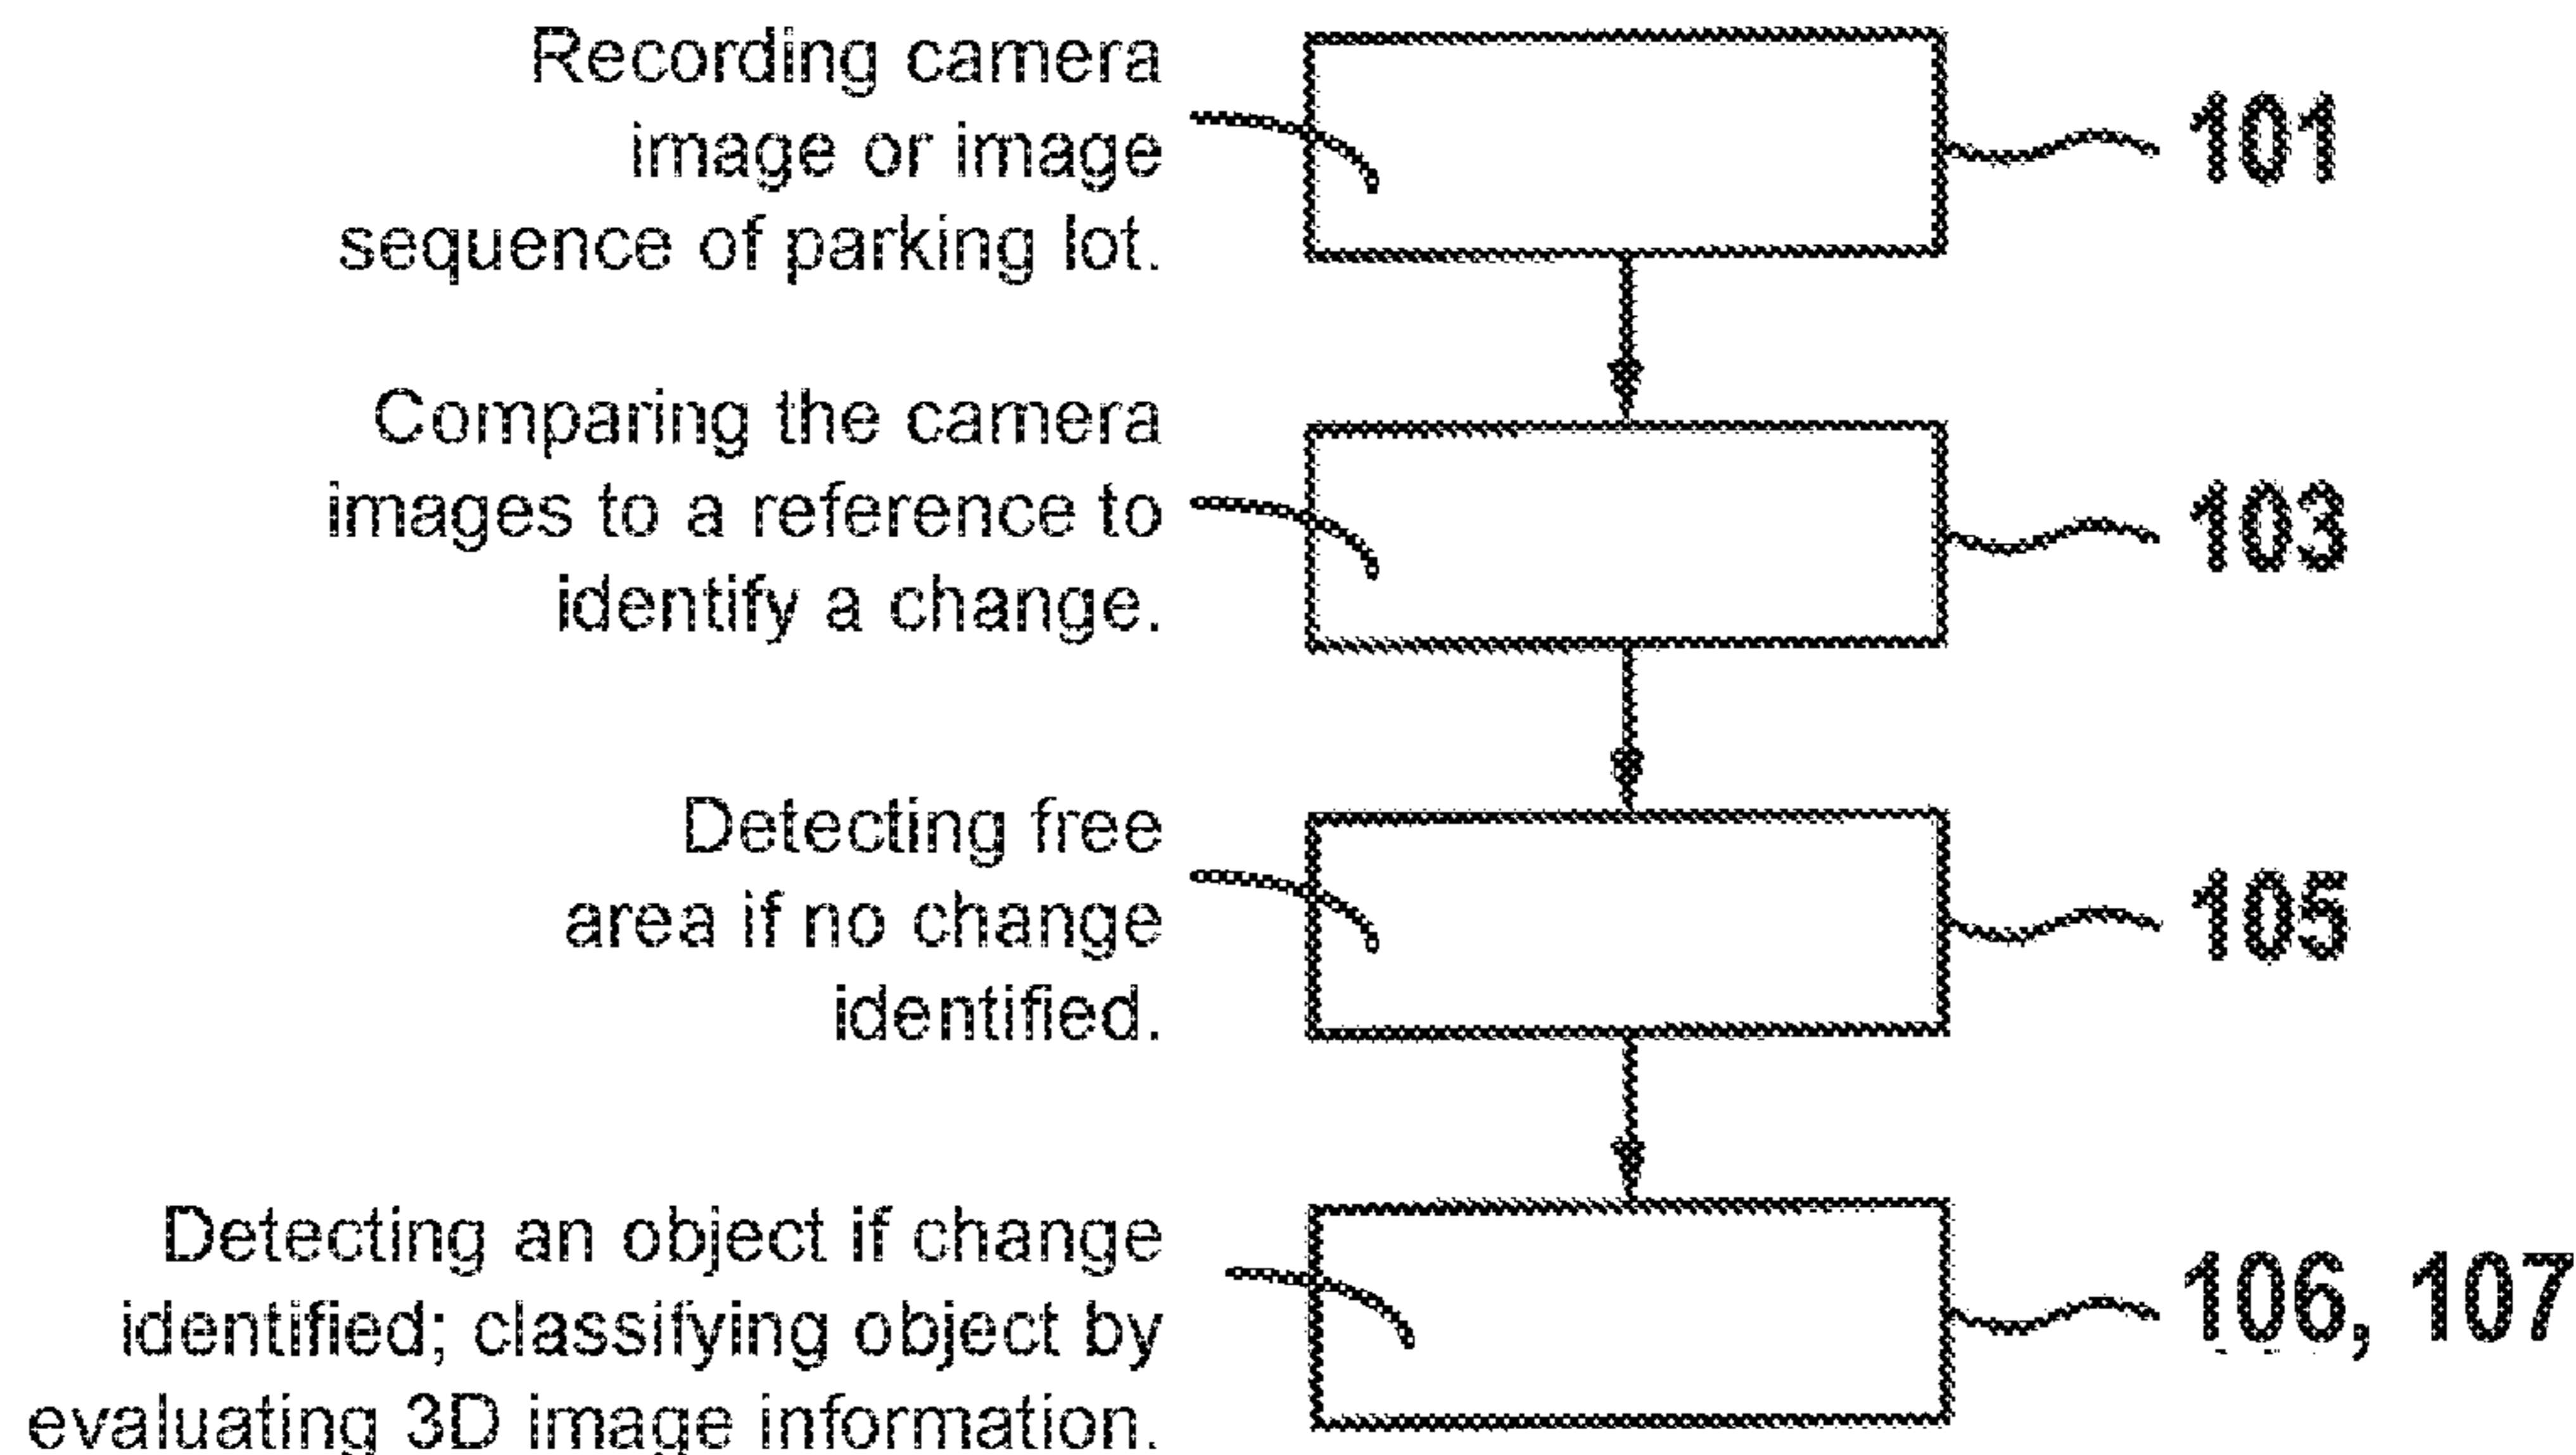 Recording camera
image or image
sequence of parking lot.
101
Comparing the camera
images to a reference to
identify a change.
103
Detecting free
area if no change
identified.
105
Detecting an object if change
identified; classifying object by
evaluating 3D image information.
106, 107